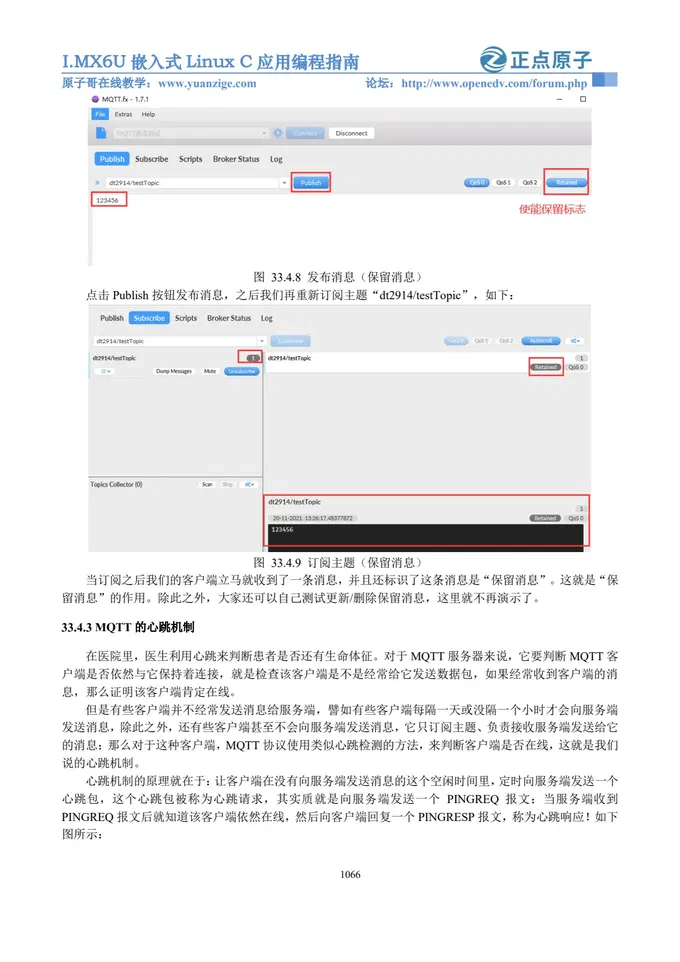 I.MX6U 嵌入式 Linux C 应用编程指南
正点原子
原子哥在线教学：www.yuanzige.com 论坛：http://www.openedv.com/forum.php
MQTT.fx - 1.7.1
File Extras Help
Connect Disconnect
Publish Subscribe Scripts Broker Status Log
dt2914/testTopic Publish QoS 0 QoS 1 QoS 2 Retained
123456
使能保留标志
图 33.4.8 发布消息（保留消息）
点击 Publish 按钮发布消息，之后我们再重新订阅主题“dt2914/testTopic”，如下：
Publish Subscribe Scripts Broker Status Log
dt2914/testTopic Subscribe QoS 0 QoS 1 QoS 2 Autoscroll
dt2914/testTopic 1
Dump Messages Mute Unsubscribe
dt2914/testTopic 1
Retained QoS 0
Topics Collector (0) Scan Stop
dt2914/testTopic
1
20-11-2021 13:26:17.48377872 Retained QoS 0
123456
图 33.4.9 订阅主题（保留消息）
当订阅之后我们的客户端立马就收到了一条消息，并且还标识了这条消息是“保留消息”。这就是“保
留消息”的作用。除此之外，大家还可以自己测试更新/删除保留消息，这里就不再演示了。
33.4.3 MQTT 的心跳机制
在医院里，医生利用心跳来判断患者是否还有生命体征。对于 MQTT 服务器来说，它要判断 MQTT 客
户端是否依然与它保持着连接，就是检查该客户端是不是经常给它发送数据包，如果经常收到客户端的消
息，那么证明该客户端肯定在线。
但是有些客户端并不经常发送消息给服务端，譬如有些客户端每隔一天或没隔一个小时才会向服务端
发送消息，除此之外，还有些客户端甚至不会向服务端发送消息，它只订阅主题、负责接收服务端发送给它
的消息；那么对于这种客户端，MQTT 协议使用类似心跳检测的方法，来判断客户端是否在线，这就是我们
说的心跳机制。
心跳机制的原理就在于：让客户端在没有向服务端发送消息的这个空闲时间里，定时向服务端发送一个
心跳包，这个心跳包被称为心跳请求，其实质就是向服务端发送一个 PINGREQ 报文；当服务端收到
PINGREQ 报文后就知道该客户端依然在线，然后向客户端回复一个 PINGRESP 报文，称为心跳响应！如下
图所示：
1066